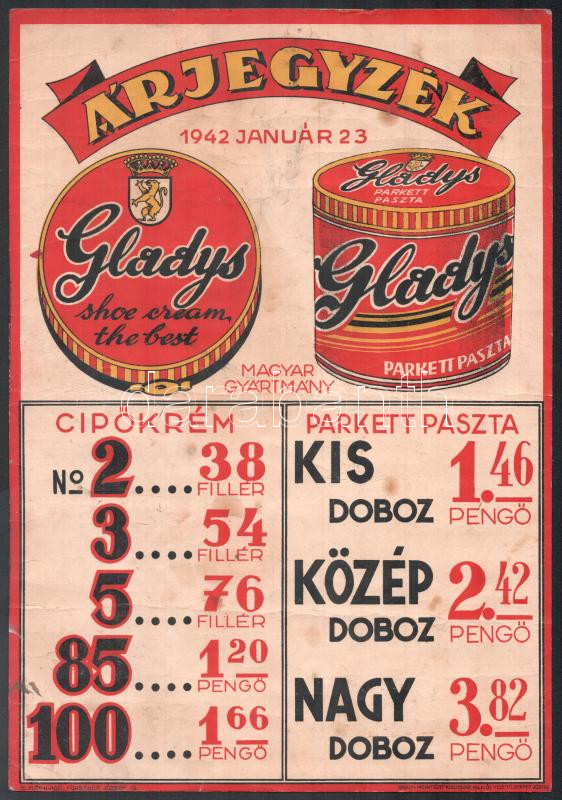 ÁRJEGYZÉK
1942 JANUÁR 23
Gladys
shoe cream,
the best
Gladys
PARKETT
PASZTA
Gladys
PARKETT PASZTA
MAGYAR
GYÁRTMÁNY
darabanth
CIPŐKRÉM
No 2.... 38 FILLÉR
3.... 54 FILLÉR
5.... 76 FILLÉR
85.... 1.20 PENGŐ
100.... 1.66 PENGŐ
PARKETT PASZTA
KIS DOBOZ 1.46 PENGŐ
KÖZÉP DOBOZ 2.42 PENGŐ
NAGY DOBOZ 3.82 PENGŐ